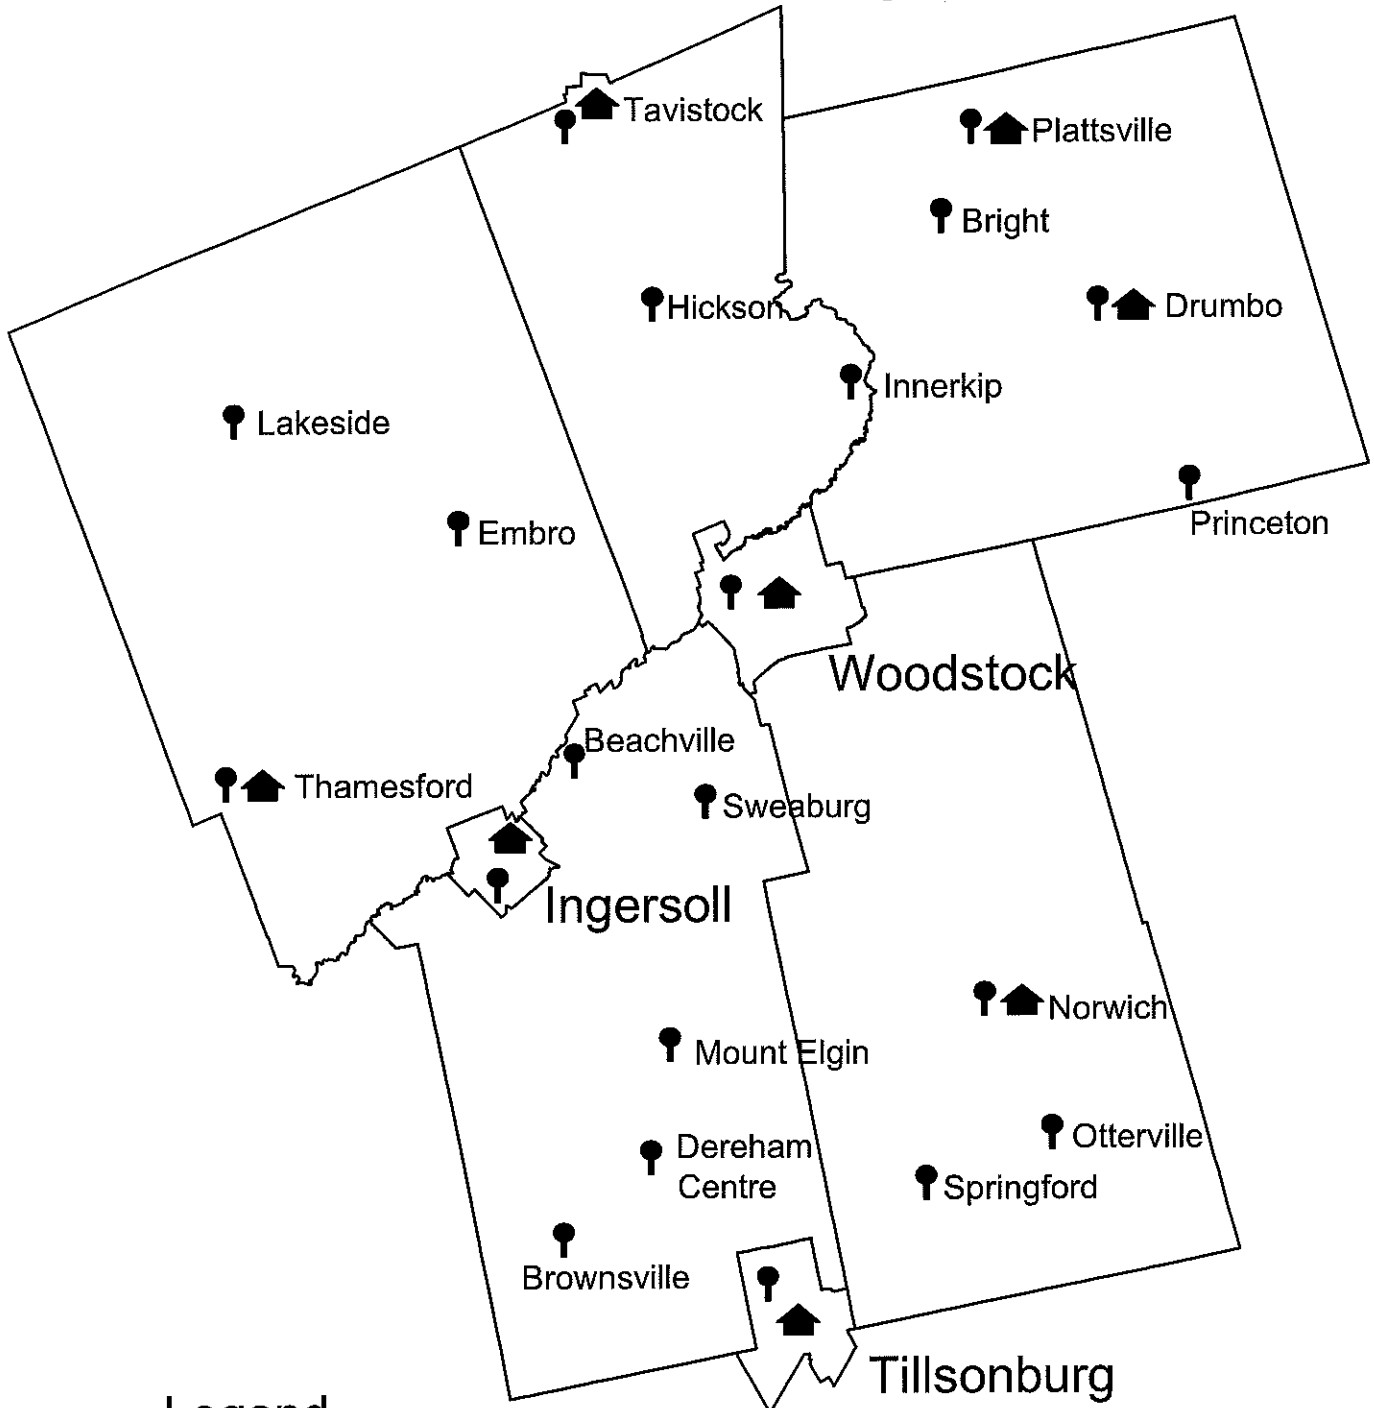 Tavistock
Plattsville
Bright
Hickson
Drumbo
Innerkip
Lakeside
Princeton
Embro
Woodstock
Beachville
Thamesford
Sweaburg
Ingersoll
Norwich
Mount Elgin
Otterville
Dereham
Centre
Springford
Brownsville
Tillsonburg
Legend